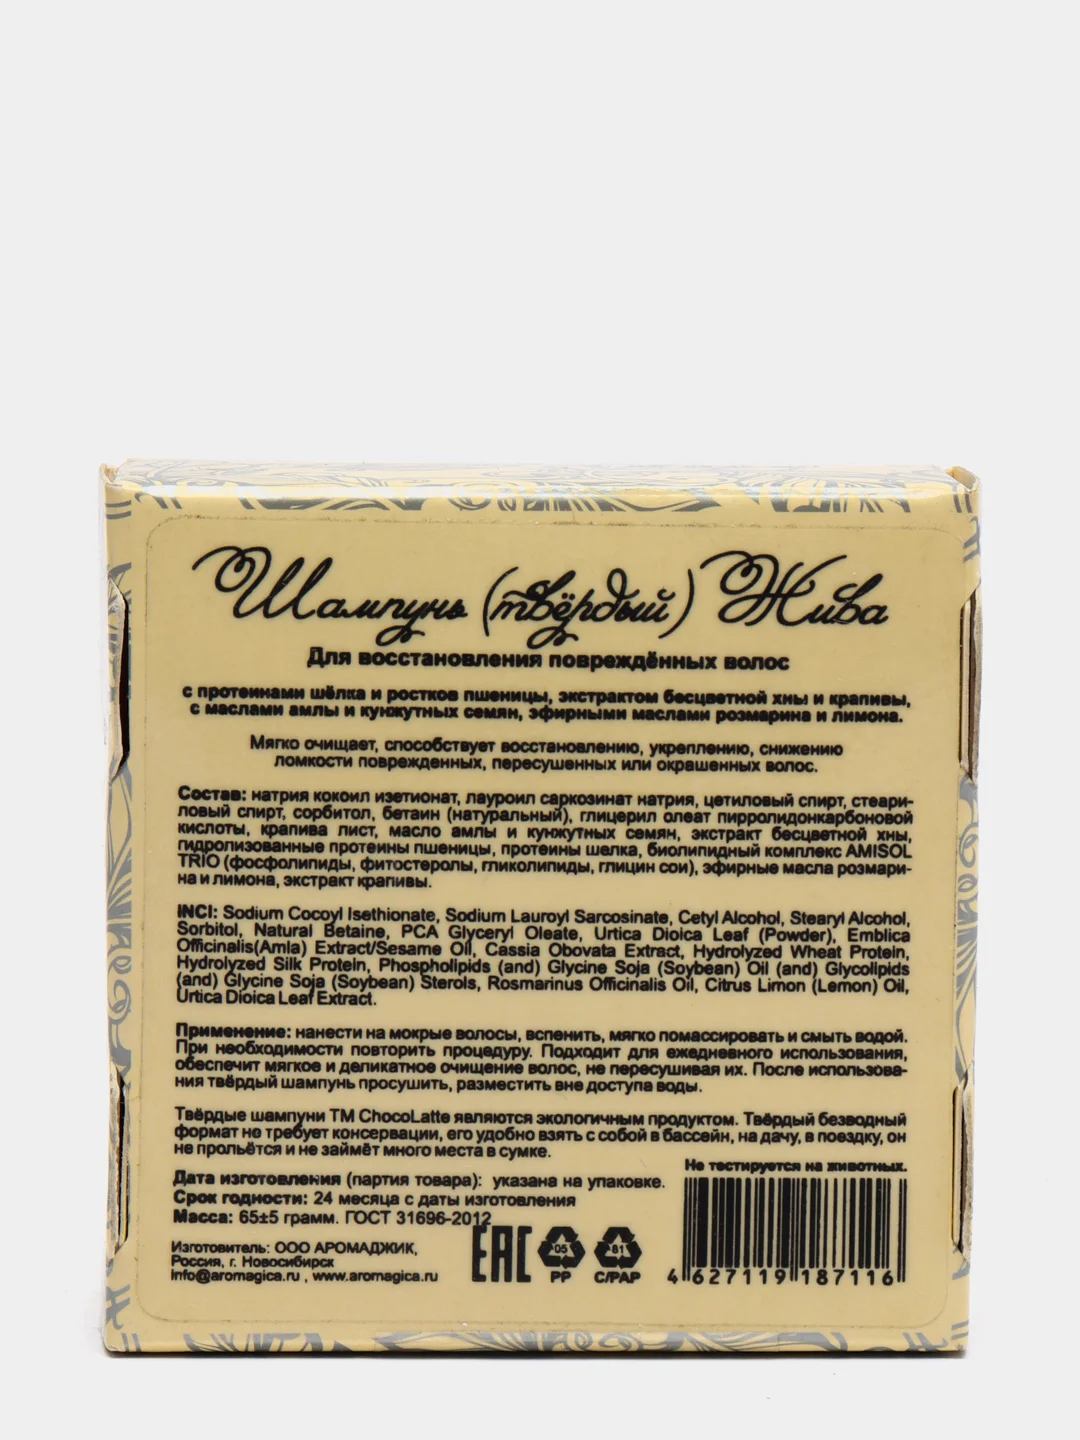 Шампунь (твёрдый) Жива
Для восстановления повреждённых волос
с протеинами шёлка и ростков пшеницы, экстрактом бесцветной хны и крапивы,
с маслами амлы и кунжутных семян, эфирными маслами розмарина и лимона.
Мягко очищает, способствует восстановлению, укреплению, снижению
ломкости поврежденных, пересушенных или окрашенных волос.
Состав: натрия кокоил изетионат, лауроил саркозинат натрия, цетиловый спирт, стеари-
ловый спирт, сорбитол, бетаин (натуральный), глицерил олеат пирролидонкарбоновой
кислоты, крапива лист, масло амлы и кунжутных семян, экстракт бесцветной хны,
гидролизованные протеины пшеницы, протеины шелка, биолипидный комплекс AMISOL
TRIO (фосфолипиды, фитостеролы, гликолипиды, глицин сои), эфирные масла розмари-
на и лимона, экстракт крапивы.
INCI: Sodium Cocoyl Isethionate, Sodium Lauroyl Sarcosinate, Cetyl Alcohol, Stearyl Alcohol,
Sorbitol, Natural Betaine, PCA Glyceryl Oleate, Urtica Dioica Leaf (Powder), Emblica
Officinalis(Amla) Extract/Sesame Oil, Cassia Obovata Extract, Hydrolyzed Wheat Protein,
Hydrolyzed Silk Protein, Phospholipids (and) Glycine Soja (Soybean) Oil (and) Glycolipids
(and) Glycine Soja (Soybean) Sterols, Rosmarinus Officinalis Oil, Citrus Limon (Lemon) Oil,
Urtica Dioica Leaf Extract.
Применение: нанести на мокрые волосы, вспенить, мягко помассировать и смыть водой.
При необходимости повторить процедуру. Подходит для ежедневного использования,
обеспечит мягкое и деликатное очищение волос, не пересушивая их. После использова-
ния твёрдый шампунь просушить, разместить вне доступа воды.
Твёрдые шампуни ТМ ChocoLatte являются экологичным продуктом. Твёрдый безводный
формат не требует консервации, его удобно взять с собой в бассейн, на дачу, в поездку, он
не прольётся и не займёт много места в сумке.
Не тестируется на животных.
Дата изготовления (партия товара): указана на упаковке.
Срок годности: 24 месяца с даты изготовления
Масса: 65±5 грамм. ГОСТ 31696-2012
Изготовитель: ООО АРОМАДЖИК,
Россия, г. Новосибирск
info@aromagica.ru , www.aromagica.ru
EAC
05
PP
81
C/PAP
4 627119 187116